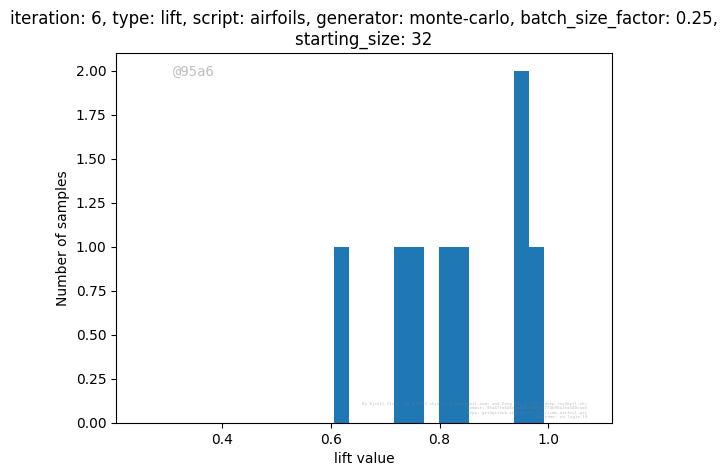 iteration: 6, type: lift, script: airfoils, generator: monte-carlo, batch_size_factor: 0.25,
starting_size: 32
@95a6
2.00
1.75
1.50
1.25
1.00
0.75
0.50
0.25
0.00
Number of samples
0.4
0.6
0.8
1.0
lift value